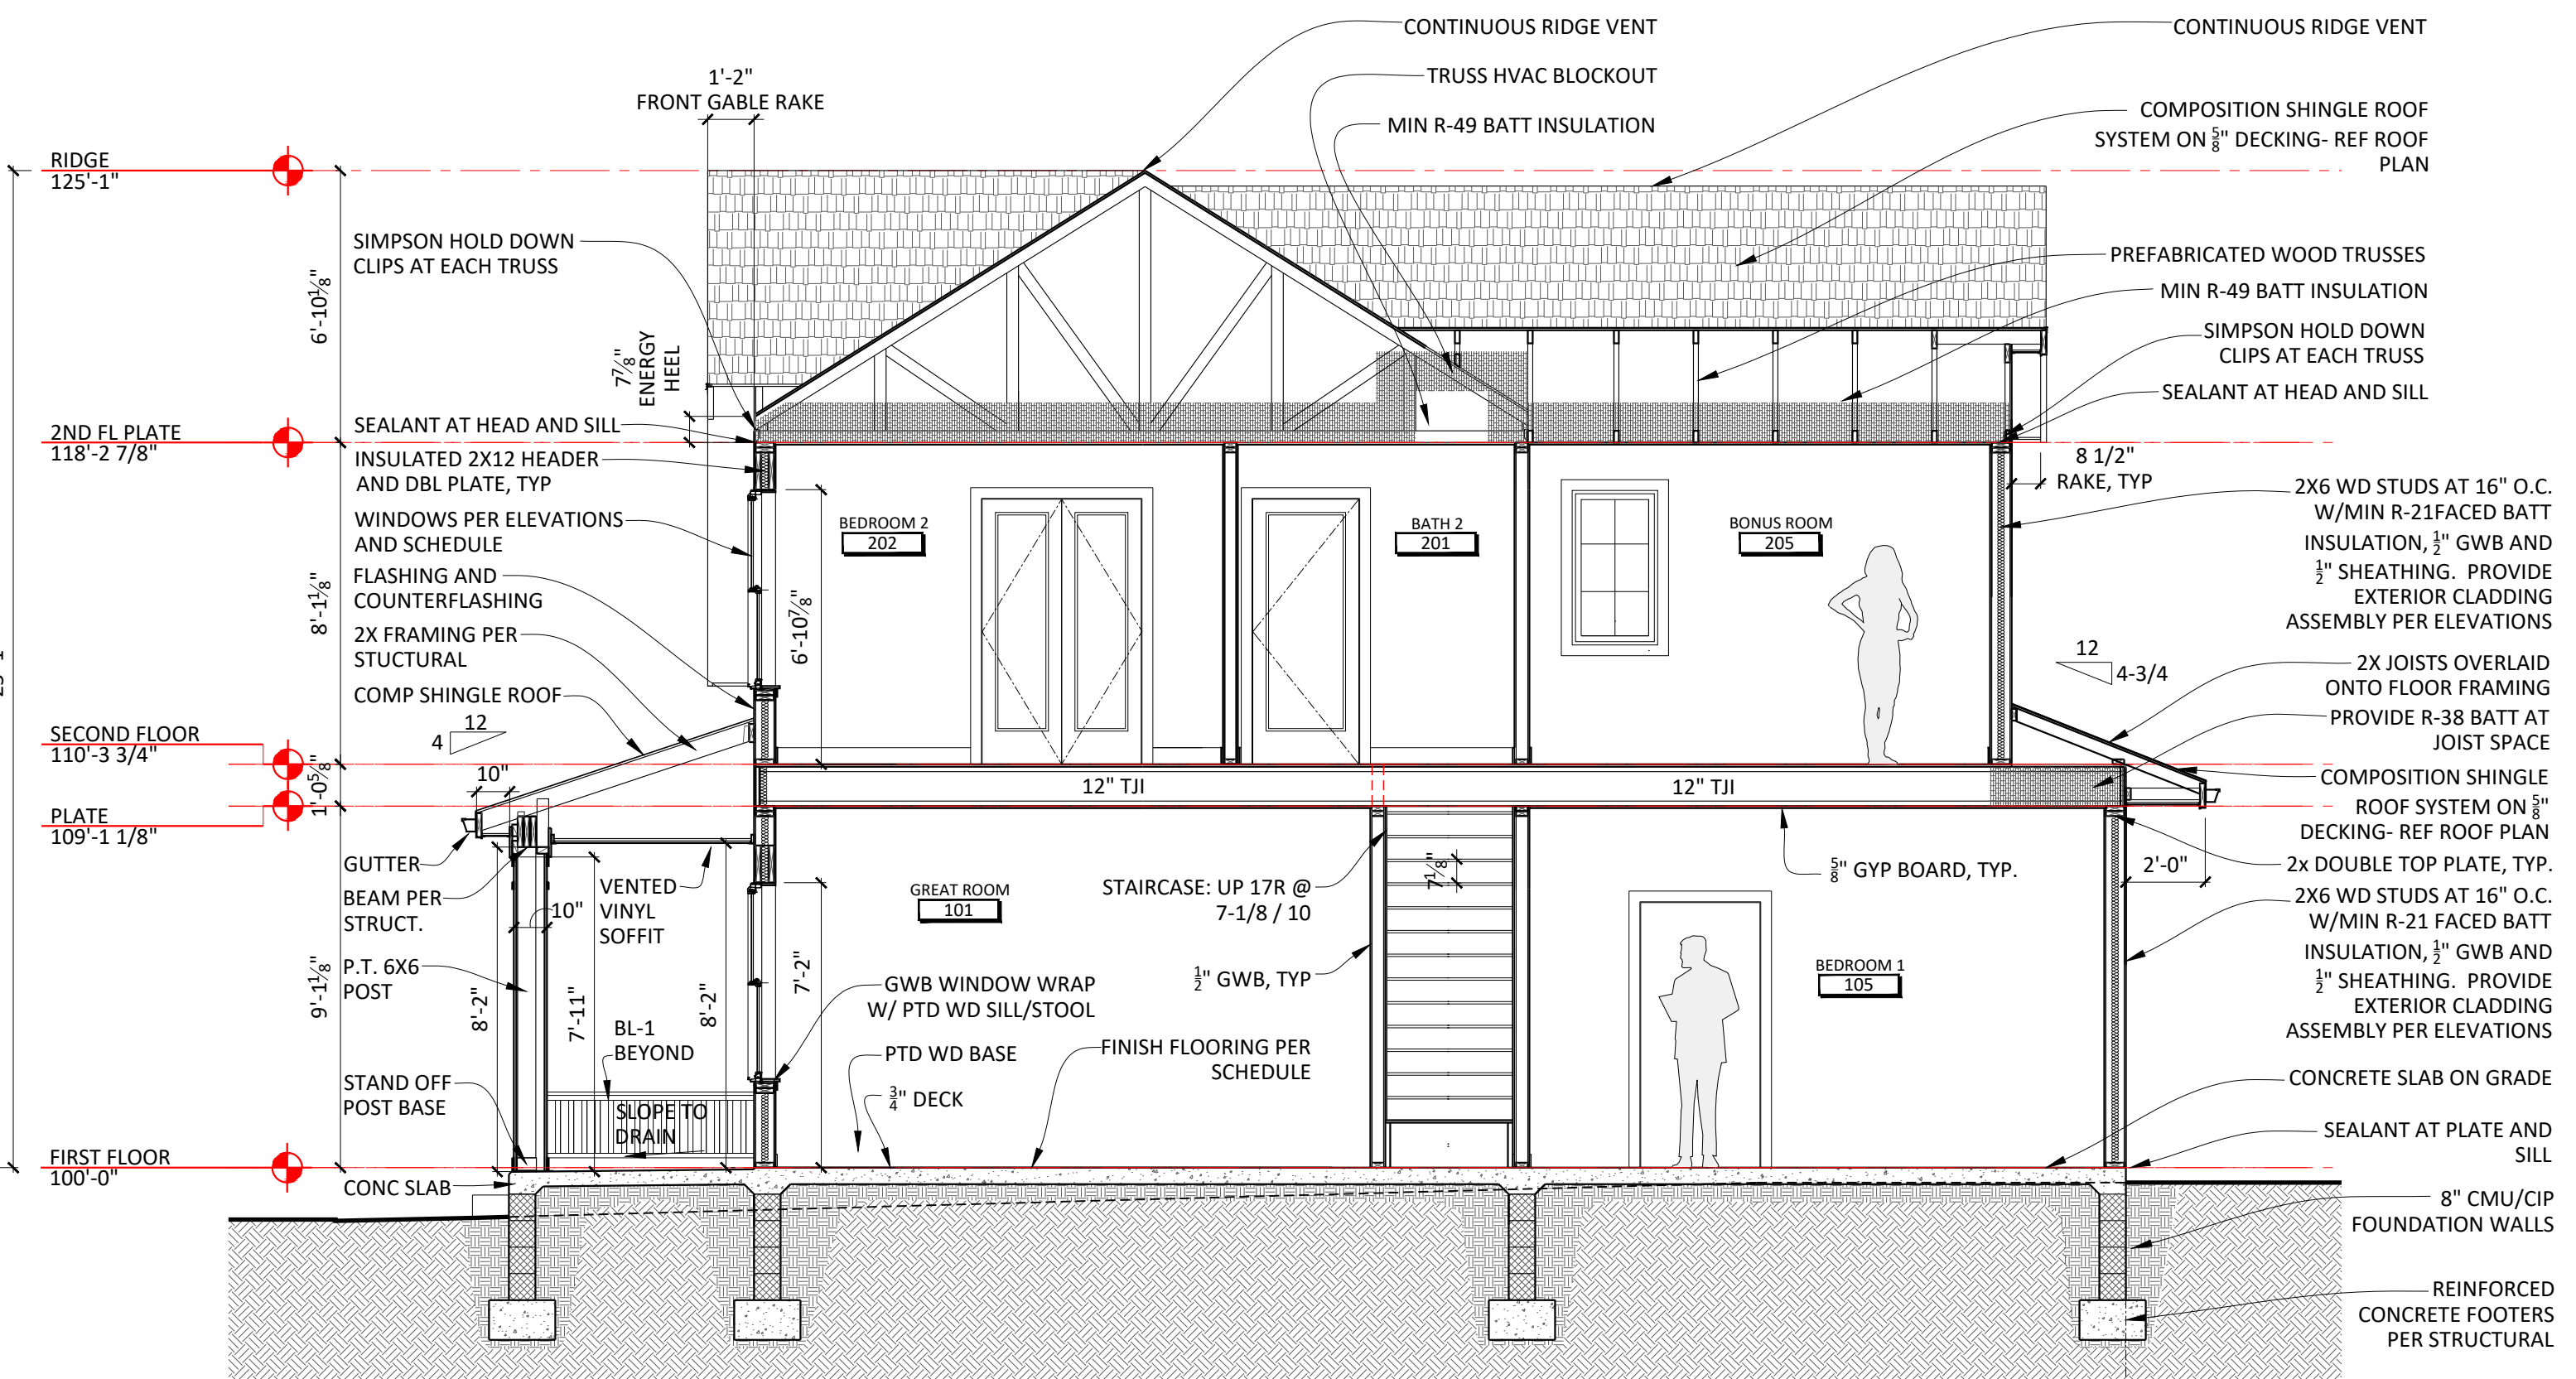 CONTINUOUS RIDGE VENT
TRUSS HVAC BLOCKOUT
MIN R-49 BATT INSULATION
CONTINUOUS RIDGE VENT
COMPOSITION SHINGLE ROOF
SYSTEM ON 5/8" DECKING- REF ROOF
PLAN
1'-2"
FRONT GABLE RAKE
RIDGE
125'-1"
SIMPSON HOLD DOWN
CLIPS AT EACH TRUSS
6'-10 1/8"
7 7/8"
ENERGY
HEEL
PREFABRICATED WOOD TRUSSES
MIN R-49 BATT INSULATION
SIMPSON HOLD DOWN
CLIPS AT EACH TRUSS
SEALANT AT HEAD AND SILL
2ND FL PLATE
118'-2 7/8"
SEALANT AT HEAD AND SILL
INSULATED 2X12 HEADER
AND DBL PLATE, TYP
WINDOWS PER ELEVATIONS
AND SCHEDULE
FLASHING AND
COUNTERFLASHING
2X FRAMING PER
STUCTURAL
COMP SHINGLE ROOF
8'-1 1/8"
6'-10 7/8"
BEDROOM 2
202
BATH 2
201
BONUS ROOM
205
8 1/2"
RAKE, TYP
2X6 WD STUDS AT 16" O.C.
W/MIN R-21FACED BATT
INSULATION, 1/2" GWB AND
1/2" SHEATHING. PROVIDE
EXTERIOR CLADDING
ASSEMBLY PER ELEVATIONS
12
4-3/4
2X JOISTS OVERLAID
ONTO FLOOR FRAMING
PROVIDE R-38 BATT AT
JOIST SPACE
COMPOSITION SHINGLE
ROOF SYSTEM ON 5/8"
DECKING- REF ROOF PLAN
2x DOUBLE TOP PLATE, TYP.
2'-0"
SECOND FLOOR
110'-3 3/4"
12
4
10"
1'-0 5/8"
PLATE
109'-1 1/8"
12" TJI
12" TJI
GUTTER
BEAM PER
STRUCT.
10"
VENTED
VINYL
SOFFIT
P.T. 6X6
POST
9'-1 1/8"
8'-2"
7'-11"
8'-2"
7'-2"
BL-1
BEYOND
STAND OFF
POST BASE
SLOPE TO
DRAIN
GREAT ROOM
101
STAIRCASE: UP 17R @
7-1/8 / 10
7 1/8"
5/8" GYP BOARD, TYP.
1/2" GWB, TYP
GWB WINDOW WRAP
W/ PTD WD SILL/STOOL
PTD WD BASE
3/4" DECK
FINISH FLOORING PER
SCHEDULE
BEDROOM 1
105
2X6 WD STUDS AT 16" O.C.
W/MIN R-21 FACED BATT
INSULATION, 1/2" GWB AND
1/2" SHEATHING. PROVIDE
EXTERIOR CLADDING
ASSEMBLY PER ELEVATIONS
CONCRETE SLAB ON GRADE
SEALANT AT PLATE AND
SILL
FIRST FLOOR
100'-0"
CONC SLAB
8" CMU/CIP
FOUNDATION WALLS
REINFORCED
CONCRETE FOOTERS
PER STRUCTURAL